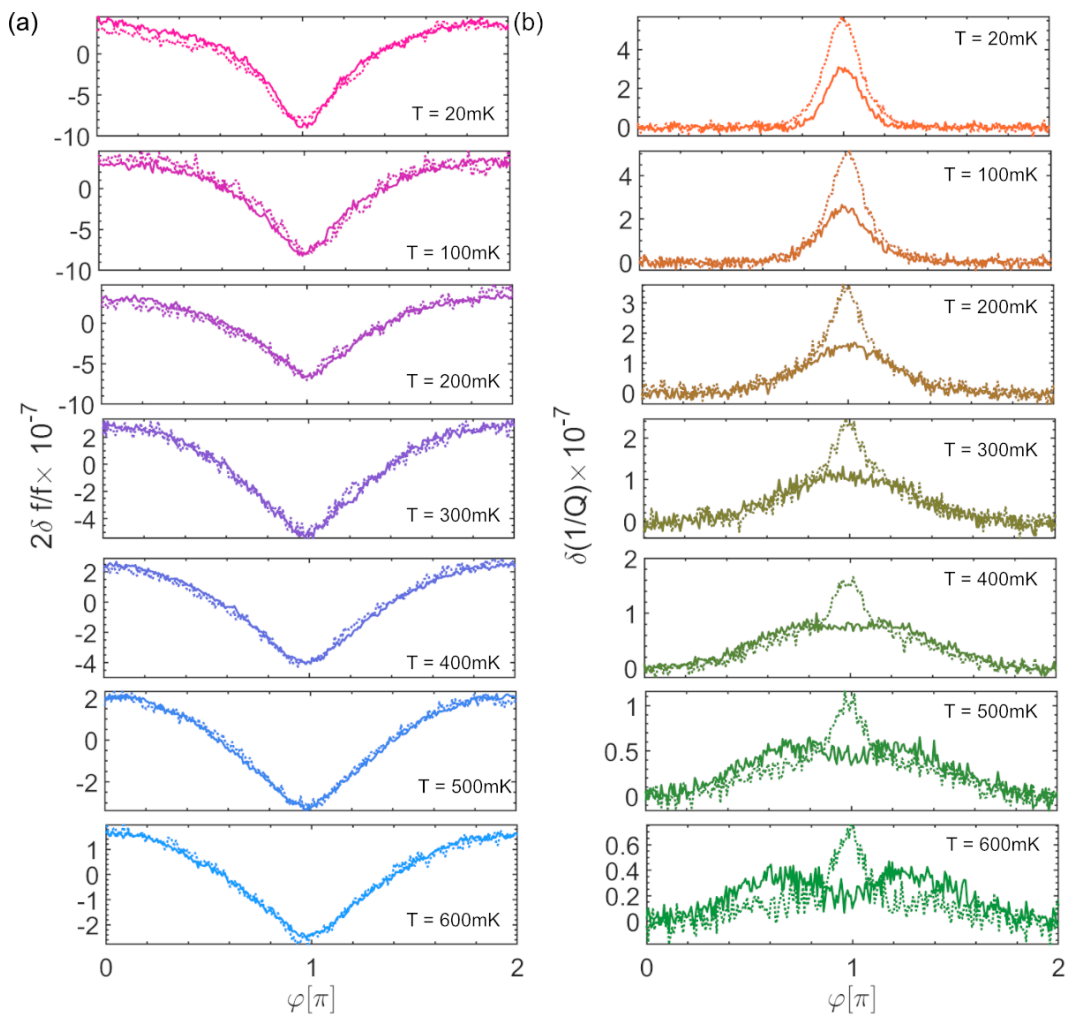 (a)
2δ f/f× 10⁻⁷
0
-5
-10
T = 20mK
0
-5
-10
T = 100mK
0
-5
-10
T = 200mK
2
0
-2
-4
T = 300mK
2
0
-2
-4
T = 400mK
2
0
-2
T = 500mK
1
0
-1
-2
T = 600mK
0
1
2
φ[π]
(b)
δ(1/Q)× 10⁻⁷
4
2
0
T = 20mK
4
2
0
T = 100mK
3
2
1
0
T = 200mK
2
1
0
T = 300mK
2
1
0
T = 400mK
1
0.5
0
T = 500mK
0.6
0.4
0.2
0
T = 600mK
0
1
2
φ[π]